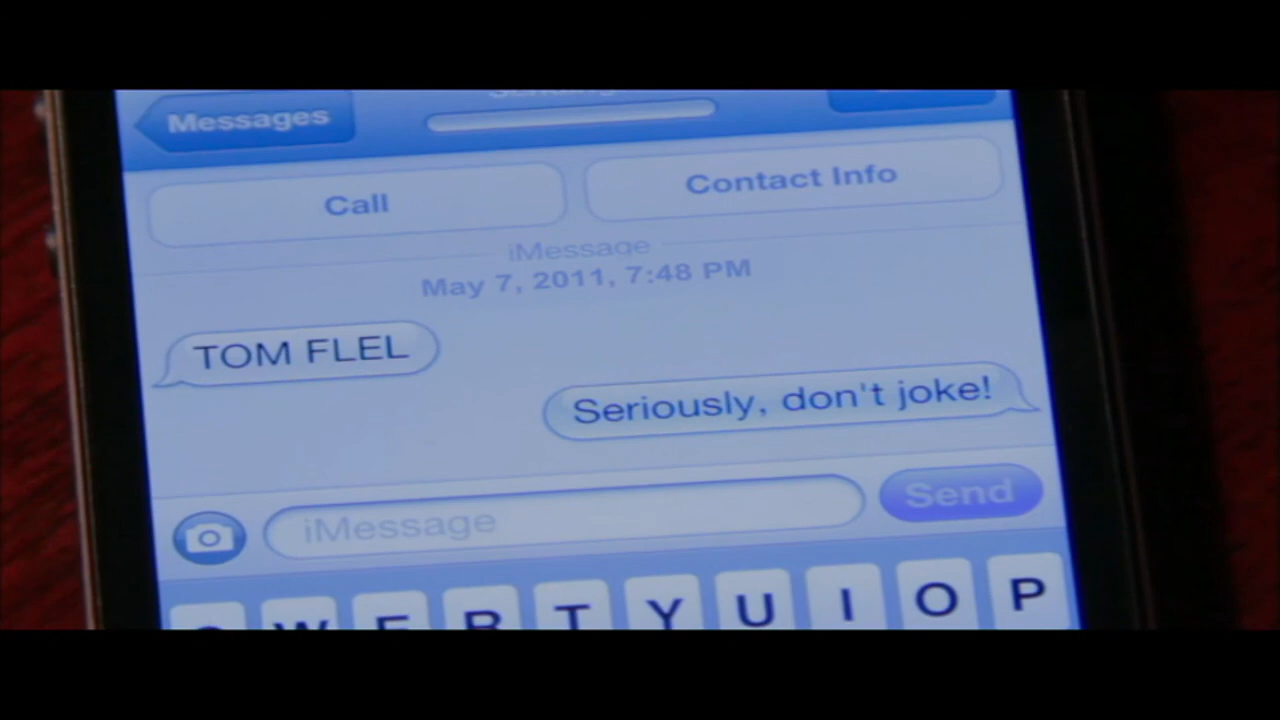 Messages
Call
Contact Info
iMessage
May 7, 2011, 7:48 PM
TOM FLEL
Seriously, don't joke!
iMessage
Send
W E R T Y U I O P